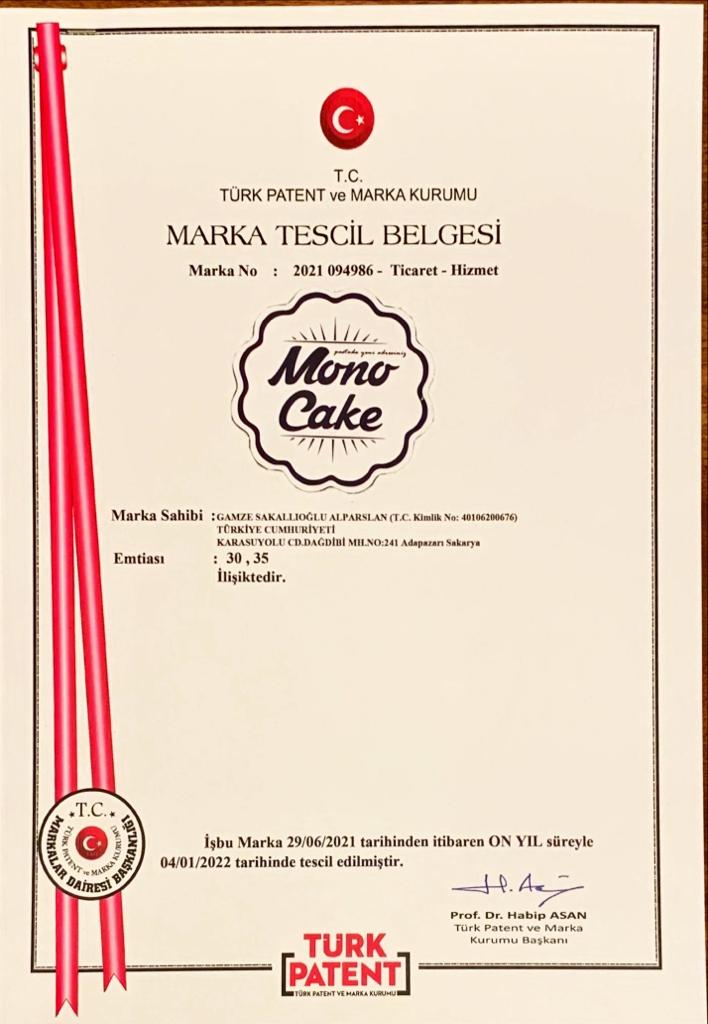 T.C.
TÜRK PATENT ve MARKA KURUMU
MARKA TESCİL BELGESİ
Marka No : 2021 094986 - Ticaret - Hizmet
pastada yeni adresiniz
Mono
Cake
Marka Sahibi : GAMZE SAKALLIOĞLU ALPARSLAN (T.C. Kimlik No: 40106200676)
TÜRKİYE CUMHURİYETİ
KARASUYOLU CD.DAĞDİBİ MH.NO:241 Adapazarı Sakarya
Emtiası : 30 , 35
İlişiktedir.
T.C.
TÜRK PATENT ve MARKA KURUMU
MARKALAR DAİRESİ BAŞKANLIĞI
İşbu Marka 29/06/2021 tarihinden itibaren ON YIL süreyle
04/01/2022 tarihinde tescil edilmiştir.
Prof. Dr. Habip ASAN
Türk Patent ve Marka
Kurumu Başkanı
TÜRK
PATENT
TÜRK PATENT VE MARKA KURUMU